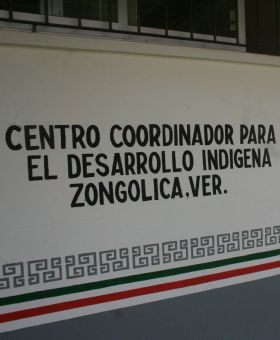 CENTRO COORDINADOR PARA
EL DESARROLLO INDIGENA
ZONGOLICA, VER.